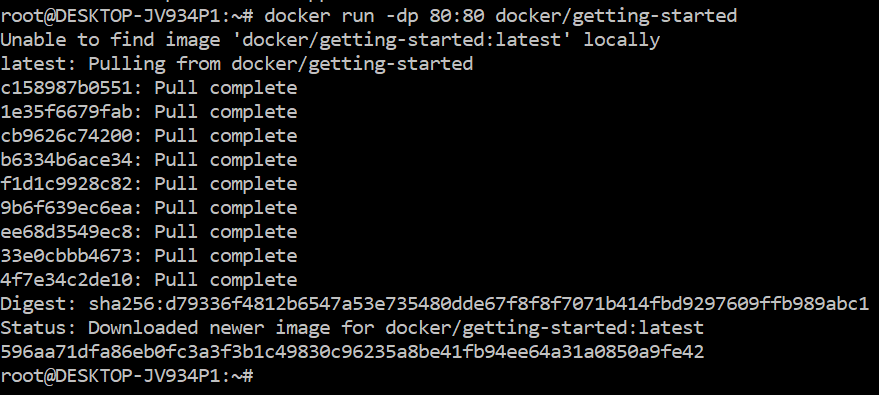 root@DESKTOP-JV934P1:~# docker run -dp 80:80 docker/getting-started
Unable to find image 'docker/getting-started:latest' locally
latest: Pulling from docker/getting-started
c158987b0551: Pull complete
1e35f6679fab: Pull complete
cb9626c74200: Pull complete
b6334b6ace34: Pull complete
f1d1c9928c82: Pull complete
9b6f639ec6ea: Pull complete
ee68d3549ec8: Pull complete
33e0cbbb4673: Pull complete
4f7e34c2de10: Pull complete
Digest: sha256:d79336f4812b6547a53e735480dde67f8f8f7071b414fbd9297609ffb989abc1
Status: Downloaded newer image for docker/getting-started:latest
596aa71dfa86eb0fc3a3f3b1c49830c96235a8be41fb94ee64a31a0850a9fe42
root@DESKTOP-JV934P1:~#